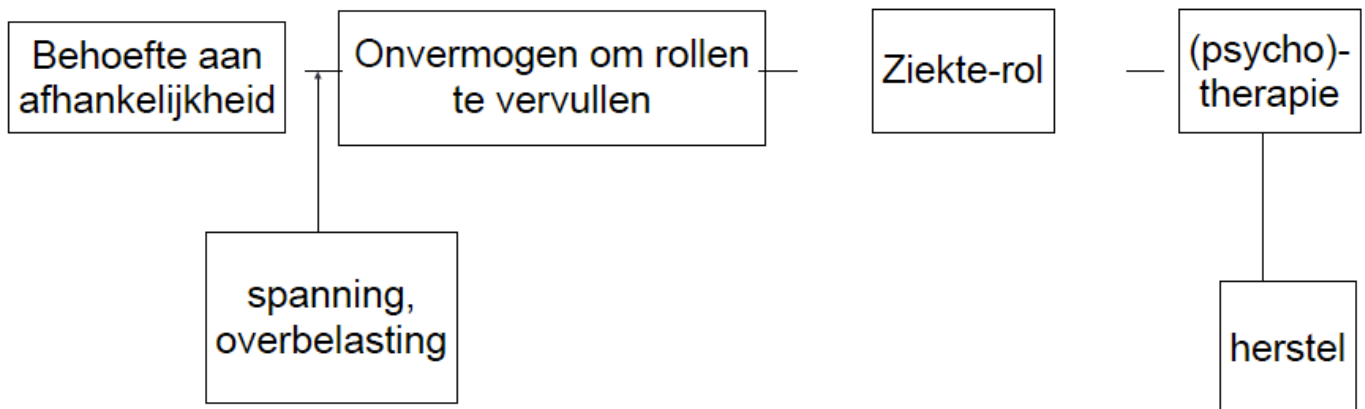 Behoefte aan
afhankelijkheid
Onvermogen om rollen
te vervullen
Ziekte-rol
(psycho)-
therapie
spanning,
overbelasting
herstel